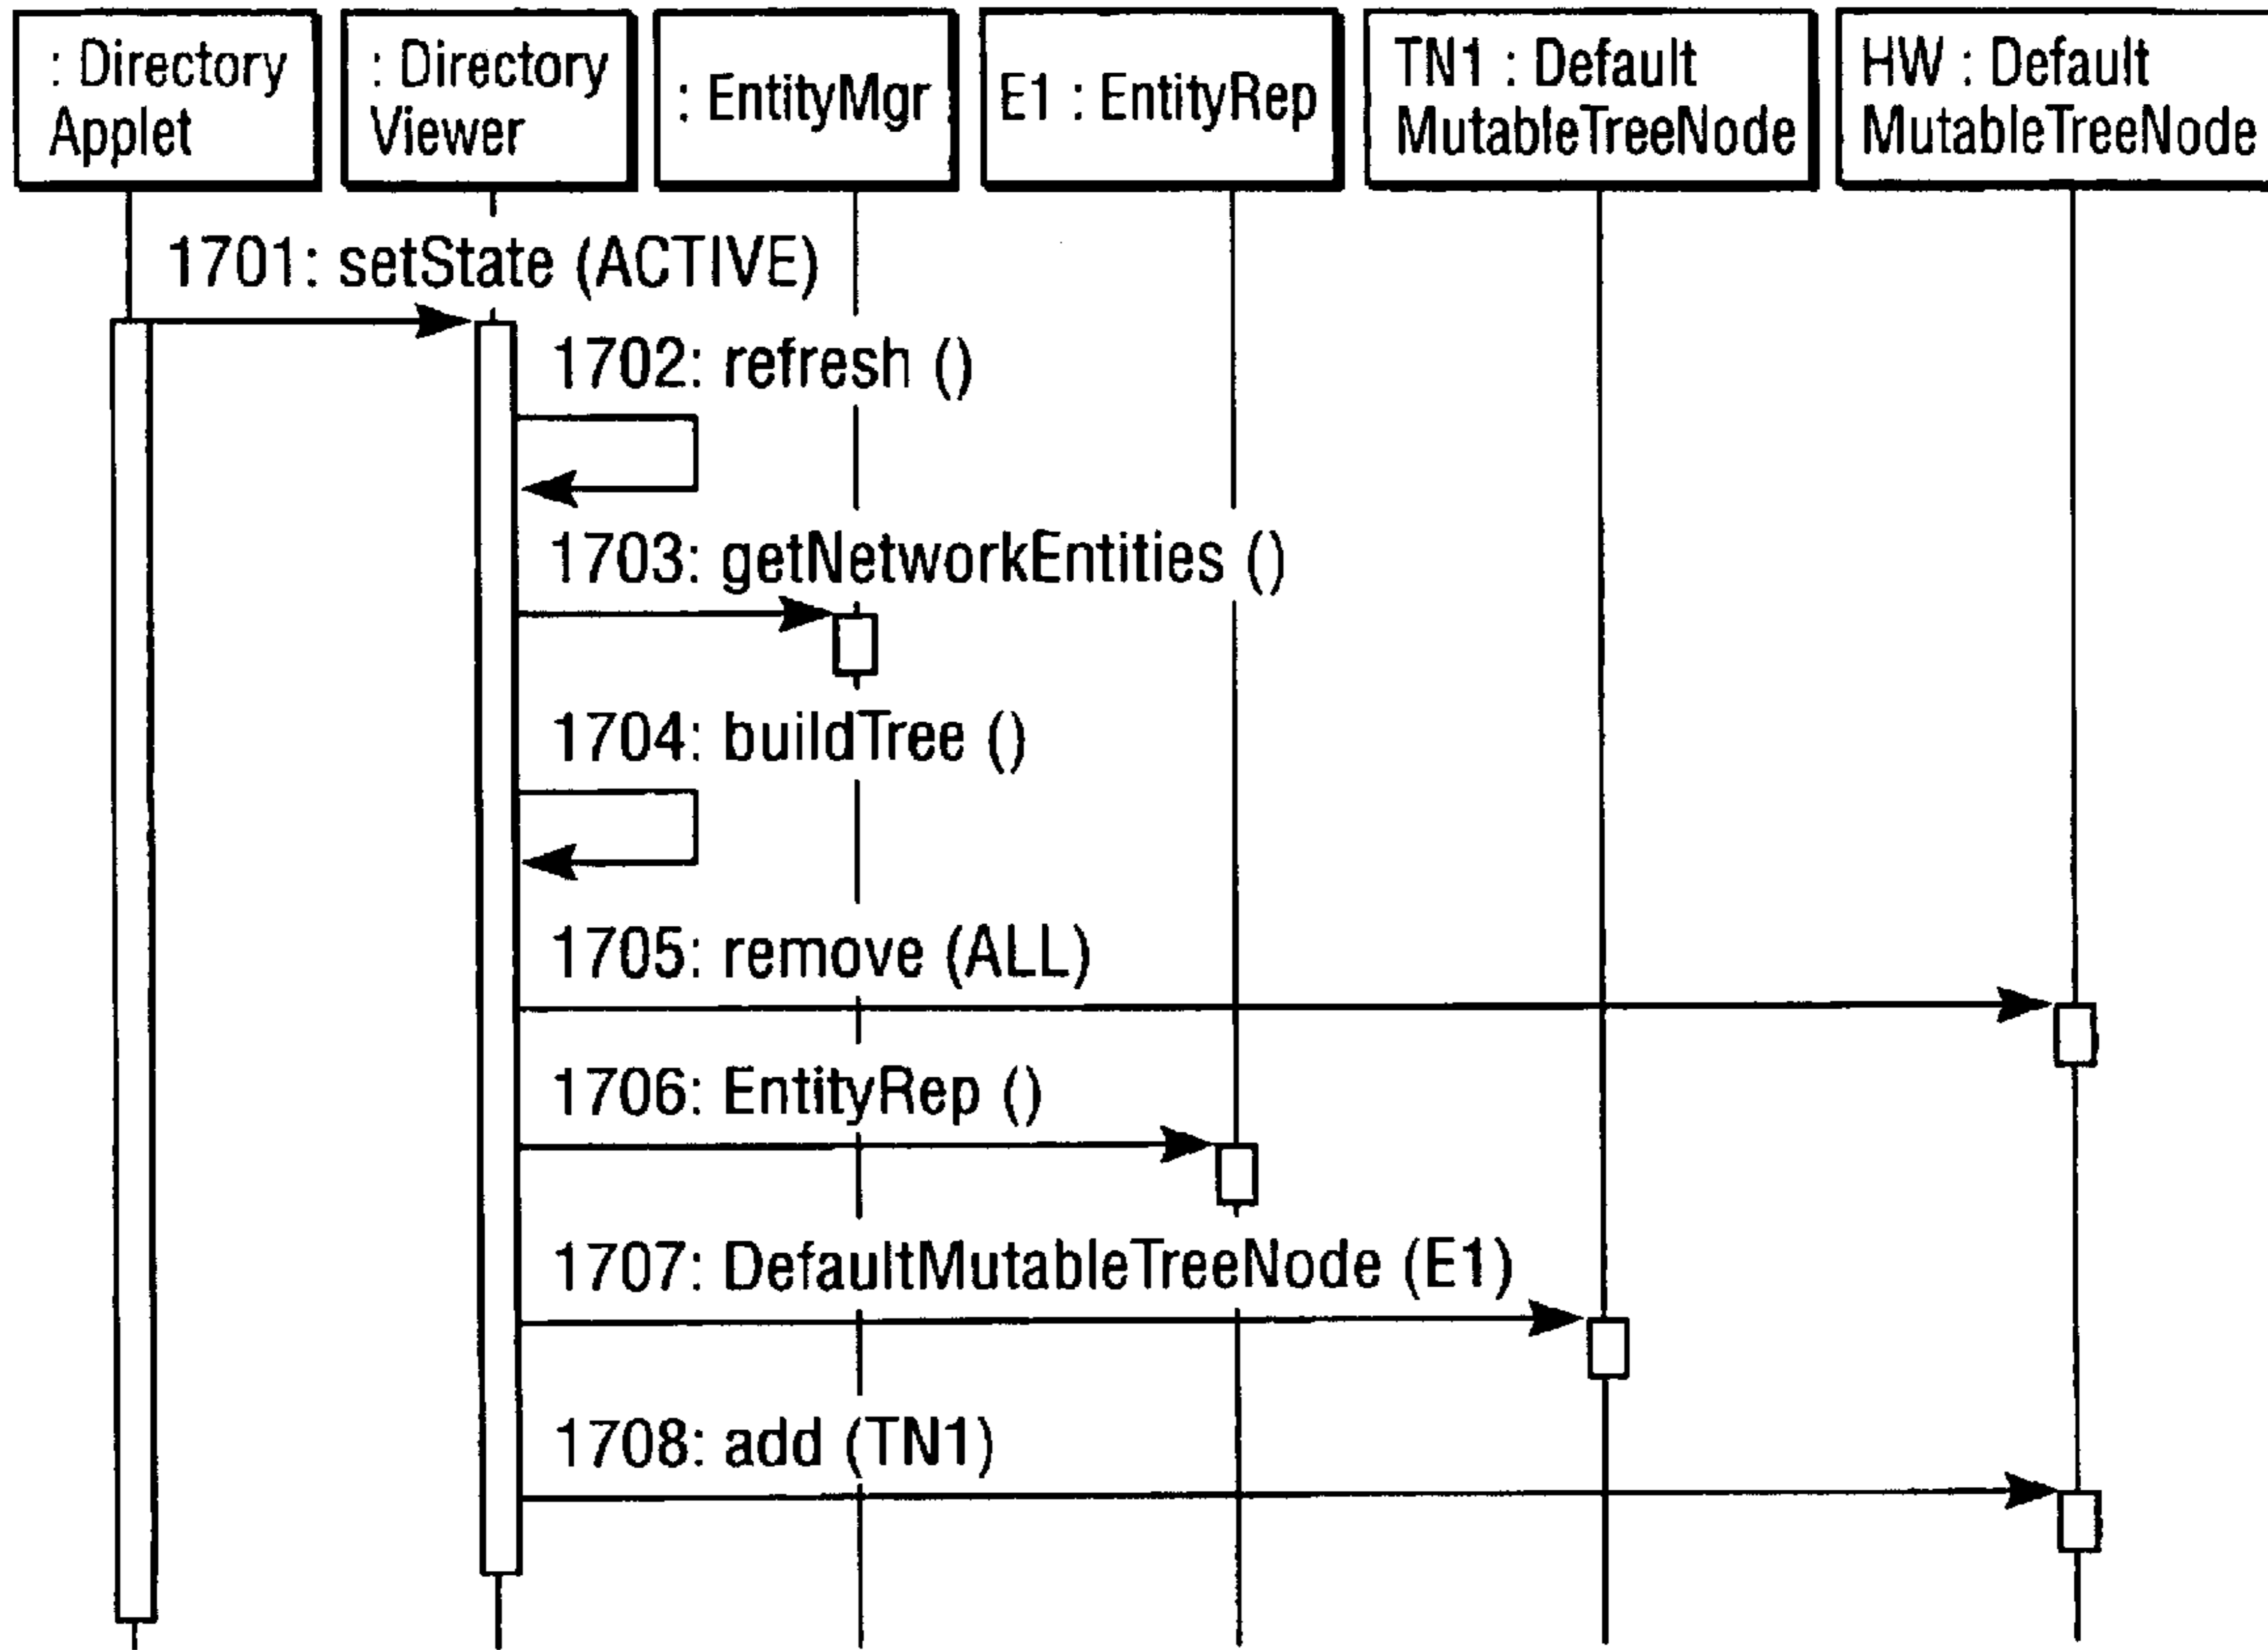 : Directory
Applet
: Directory
Viewer
: EntityMgr
E1 : EntityRep
TN1 : Default
MutableTreeNode
HW : Default
MutableTreeNode
1701: setState (ACTIVE)
1702: refresh ()
1703: getNetworkEntities ()
1704: buildTree ()
1705: remove (ALL)
1706: EntityRep ()
1707: DefaultMutableTreeNode (E1)
1708: add (TN1)